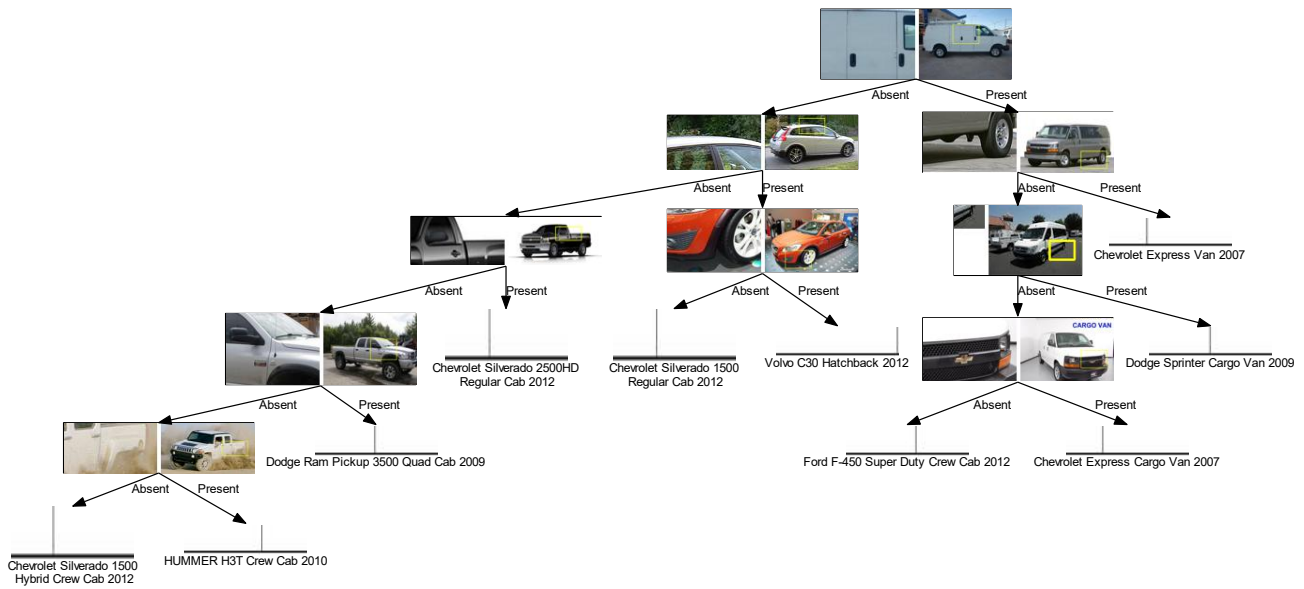 Absent
Present
Absent
Present
Absent
Present
Chevrolet Express Van 2007
Absent
Present
Absent
Present
Absent
Present
CARGO VAN
Chevrolet Silverado 2500HD
Regular Cab 2012
Chevrolet Silverado 1500
Regular Cab 2012
Volvo C30 Hatchback 2012
Dodge Sprinter Cargo Van 2009
Absent
Present
Absent
Present
Dodge Ram Pickup 3500 Quad Cab 2009
Ford F-450 Super Duty Crew Cab 2012
Chevrolet Express Cargo Van 2007
Absent
Present
HUMMER H3T Crew Cab 2010
Chevrolet Silverado 1500
Hybrid Crew Cab 2012